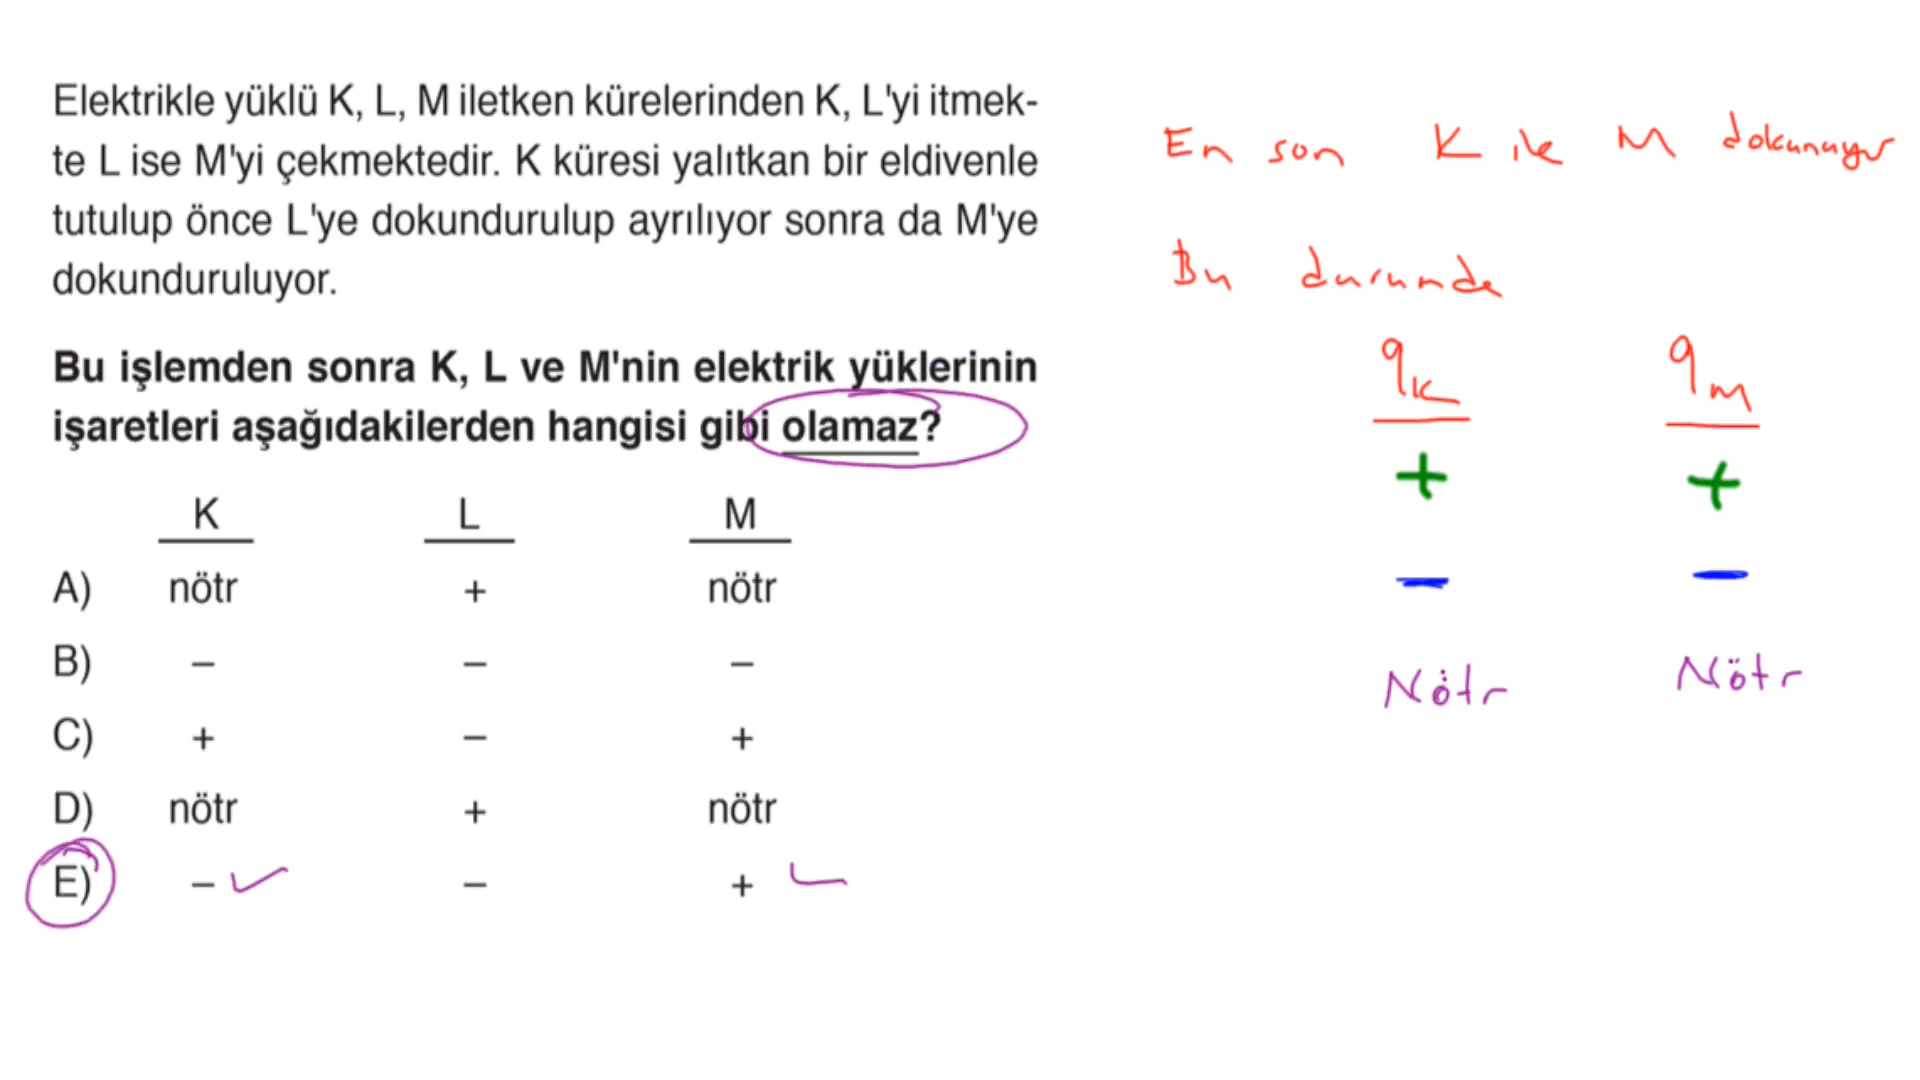 Elektrikle yüklü K, L, M iletken kürelerinden K, L'yi itmek-
te L ise M'yi çekmektedir. K küresi yalıtkan bir eldivenle
tutulup önce L'ye dokundurulup ayrılıyor sonra da M'ye
dokunduruluyor.
Bu işlemden sonra K, L ve M'nin elektrik yüklerinin
işaretleri aşağıdakilerden hangisi gibi olamaz?
K L M
A) nötr + nötr
B) – – –
C) + – +
D) nötr + nötr
E) – – +
En son K ile M dokunuyor
Bu durumda
qK qM
+ +
– –
Nötr Nötr